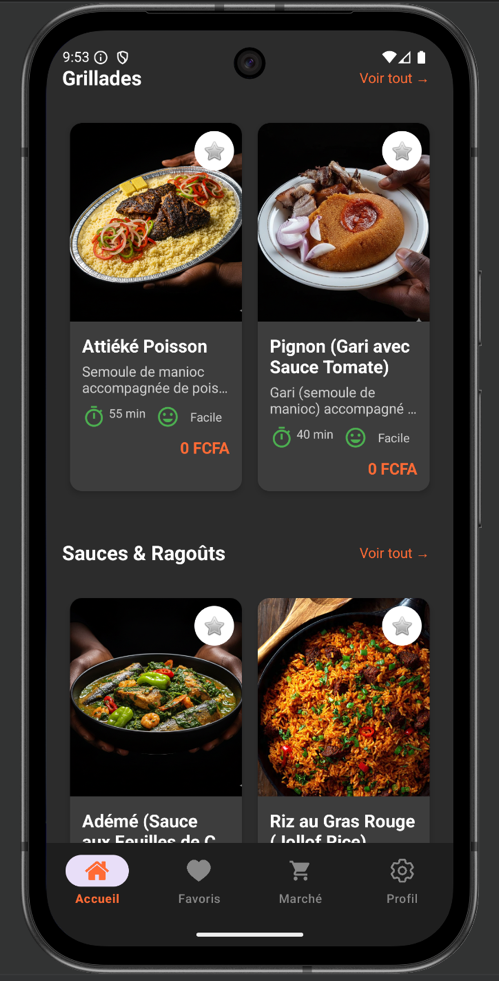 9:53
Grillades
Voir tout →
Attiéké Poisson
Semoule de manioc
accompagnée de pois...
55 min
Facile
0 FCFA
Pignon (Gari avec
Sauce Tomate)
Gari (semoule de
manioc) accompagné ...
40 min
Facile
0 FCFA
Sauces & Ragoûts
Voir tout →
Adémé (Sauce
aux Feuilles de C
Riz au Gras Rouge
(Jollof Rice)
Accueil
Favoris
Marché
Profil